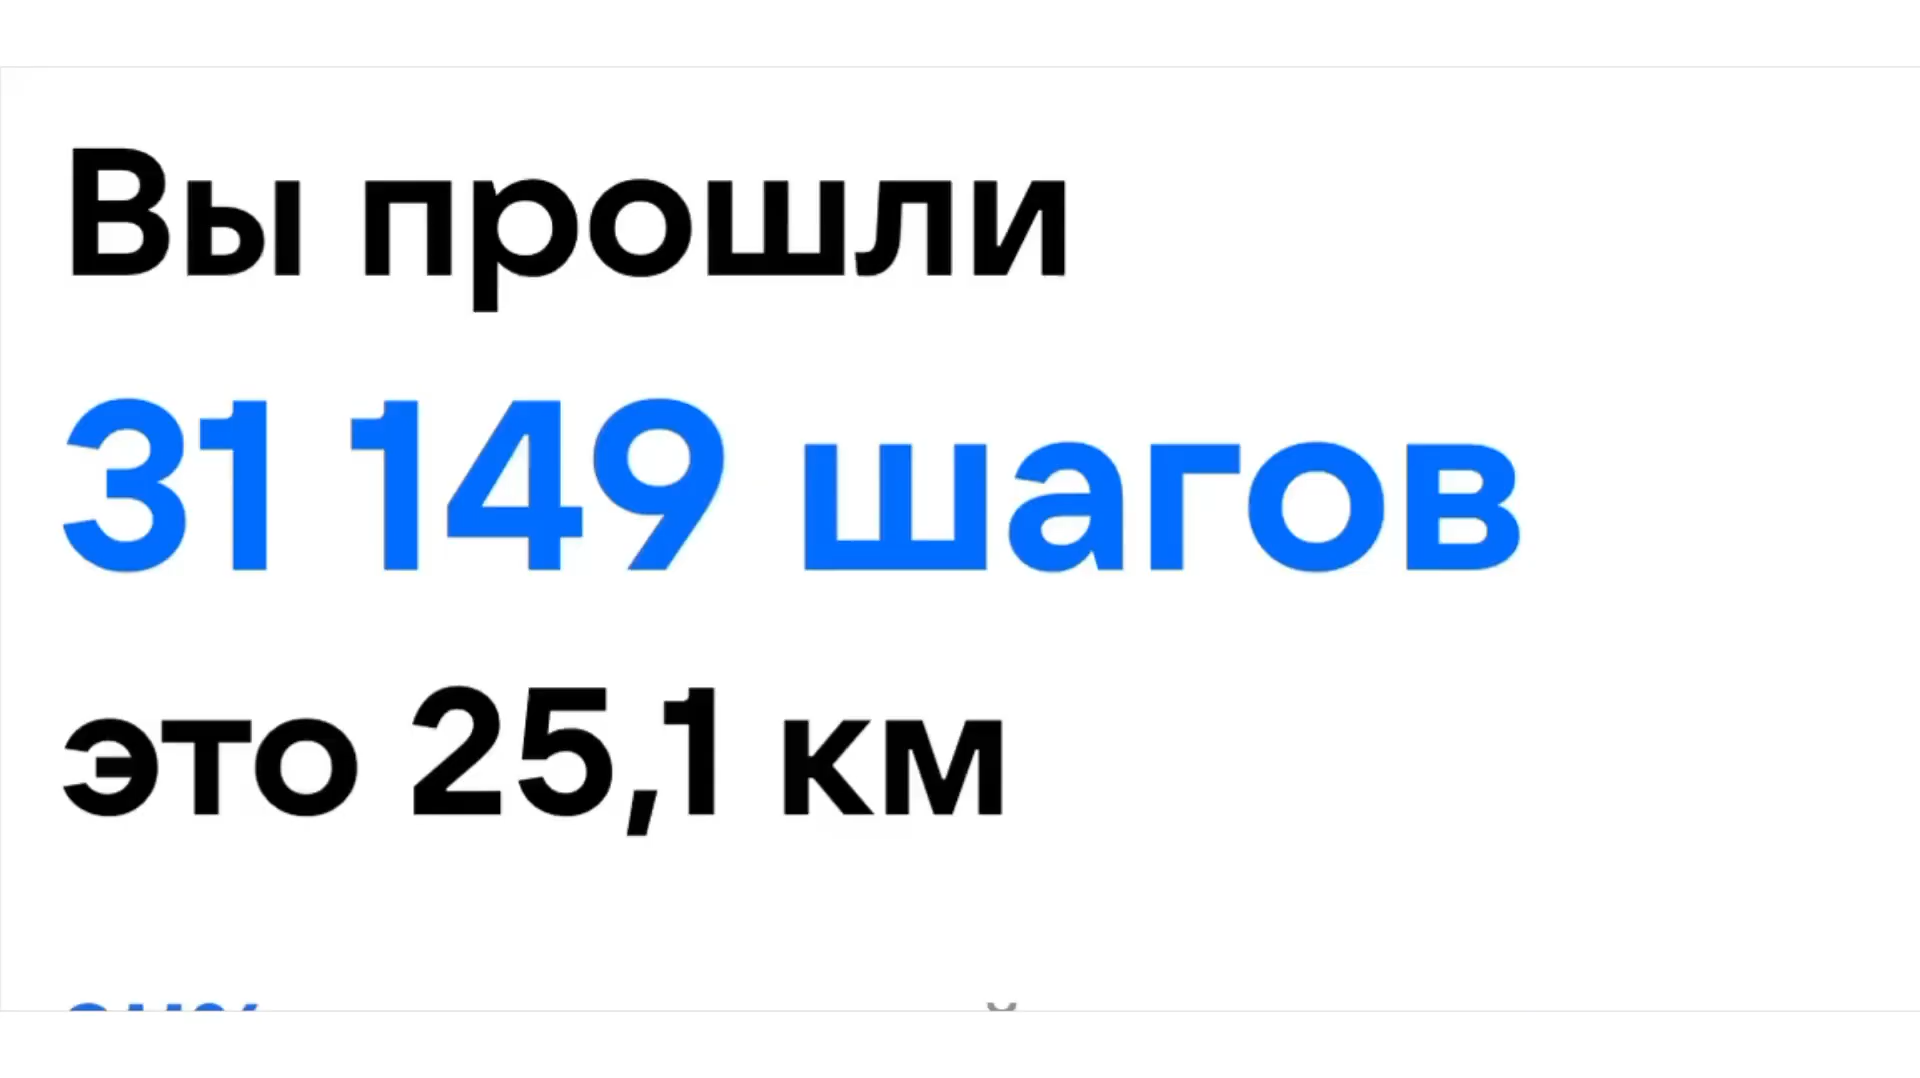 Вы прошли
31 149 шагов
это 25,1 км